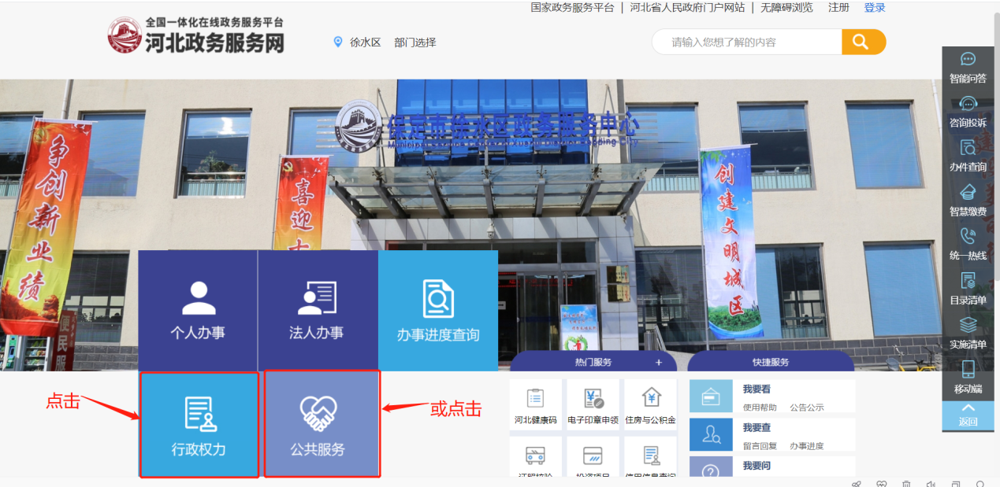 国家政务服务平台 | 河北省人民政府门户网站 | 无障碍浏览 注册 登录
全国一体化在线政务服务平台
河北政务服务网
徐水区 部门选择
请输入您想了解的内容
智能问答
咨询投诉
办件查询
智慧缴费
统一热线
目录清单
实施清单
移动端
返回
保定市徐水区政务服务中心
争创新业绩
喜迎十
创建文明城区
个人办事
法人办事
办事进度查询
点击
行政权力
公共服务
或点击
热门服务 +
河北健康码
电子印章申领
住房与公积金
证照核验
投资项目
信用信息查询
快捷服务
我要看
使用帮助 公告公示
我要查
留言回复 办事进度
我要问